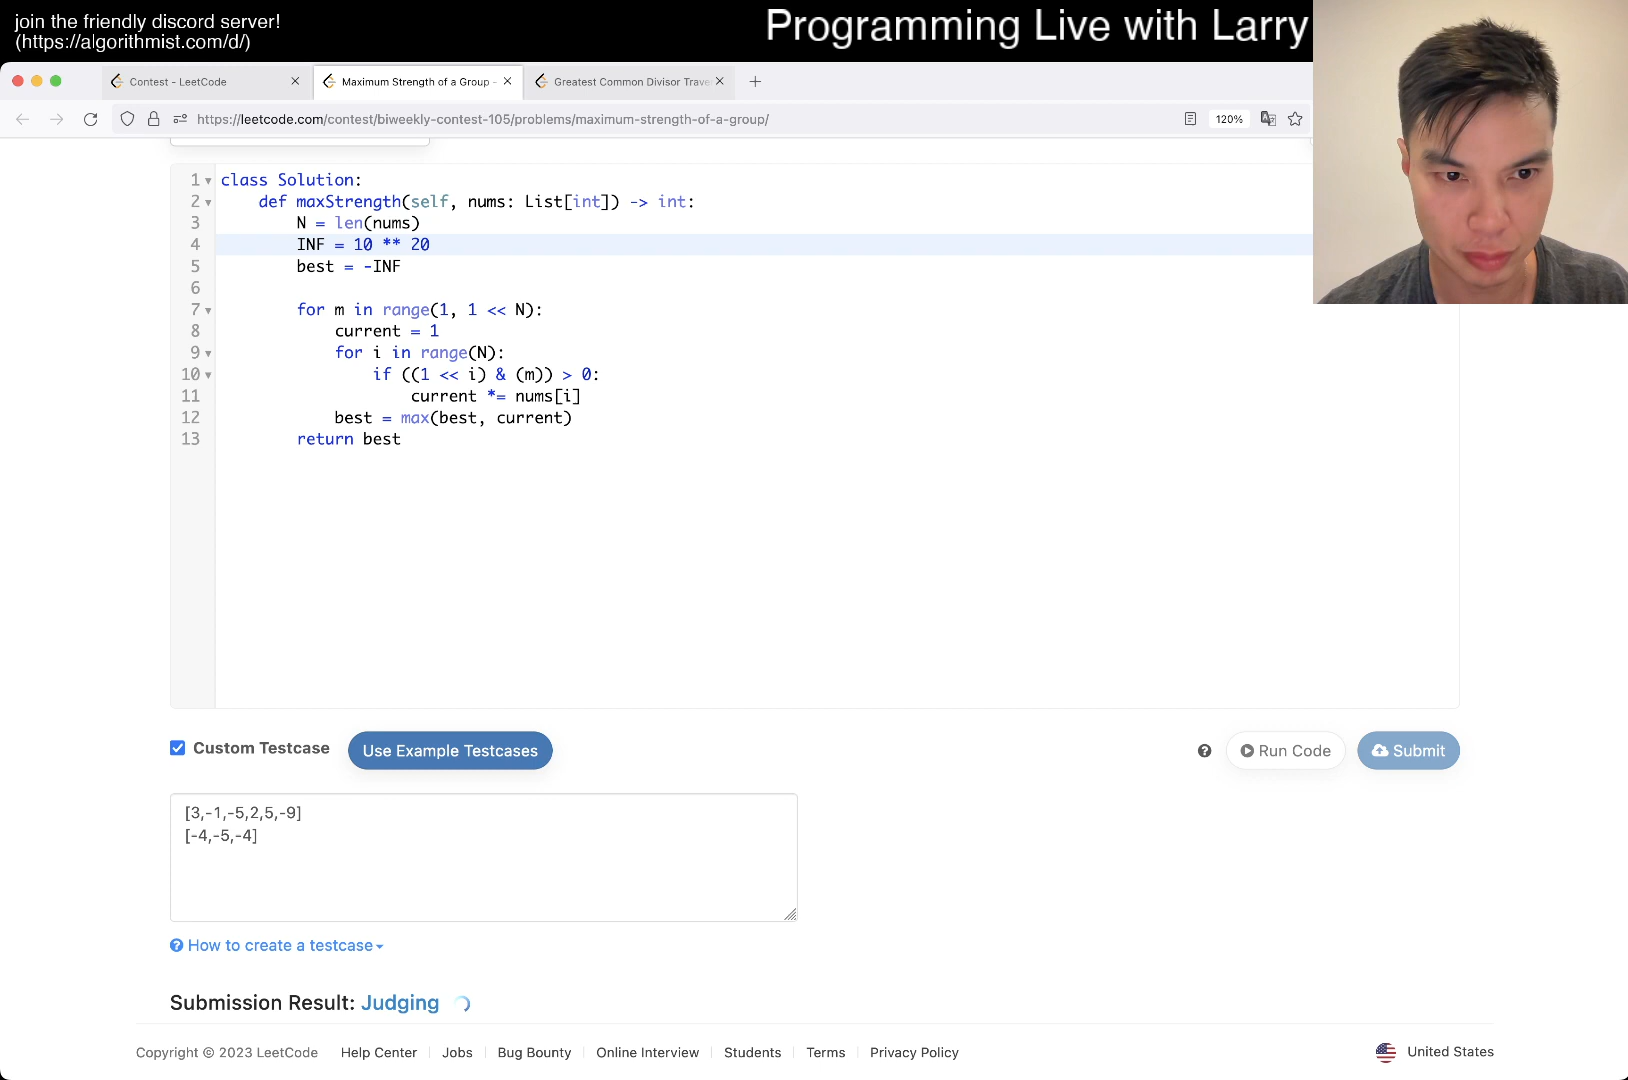 join the friendly discord server!
(https://algorithmist.com/d/)
Programming Live with Larry
Contest - LeetCode
Maximum Strength of a Group -
Greatest Common Divisor Trave
https://leetcode.com/contest/biweekly-contest-105/problems/maximum-strength-of-a-group/
120%
1 class Solution:
2 def maxStrength(self, nums: List[int]) -> int:
3 N = len(nums)
4 INF = 10 ** 20
5 best = -INF
6
7 for m in range(1, 1 << N):
8 current = 1
9 for i in range(N):
10 if ((1 << i) & (m)) > 0:
11 current *= nums[i]
12 best = max(best, current)
13 return best
Custom Testcase
Use Example Testcases
Run Code
Submit
[3,-1,-5,2,5,-9]
[-4,-5,-4]
How to create a testcase
Submission Result: Judging
Copyright © 2023 LeetCode
Help Center
Jobs
Bug Bounty
Online Interview
Students
Terms
Privacy Policy
United States